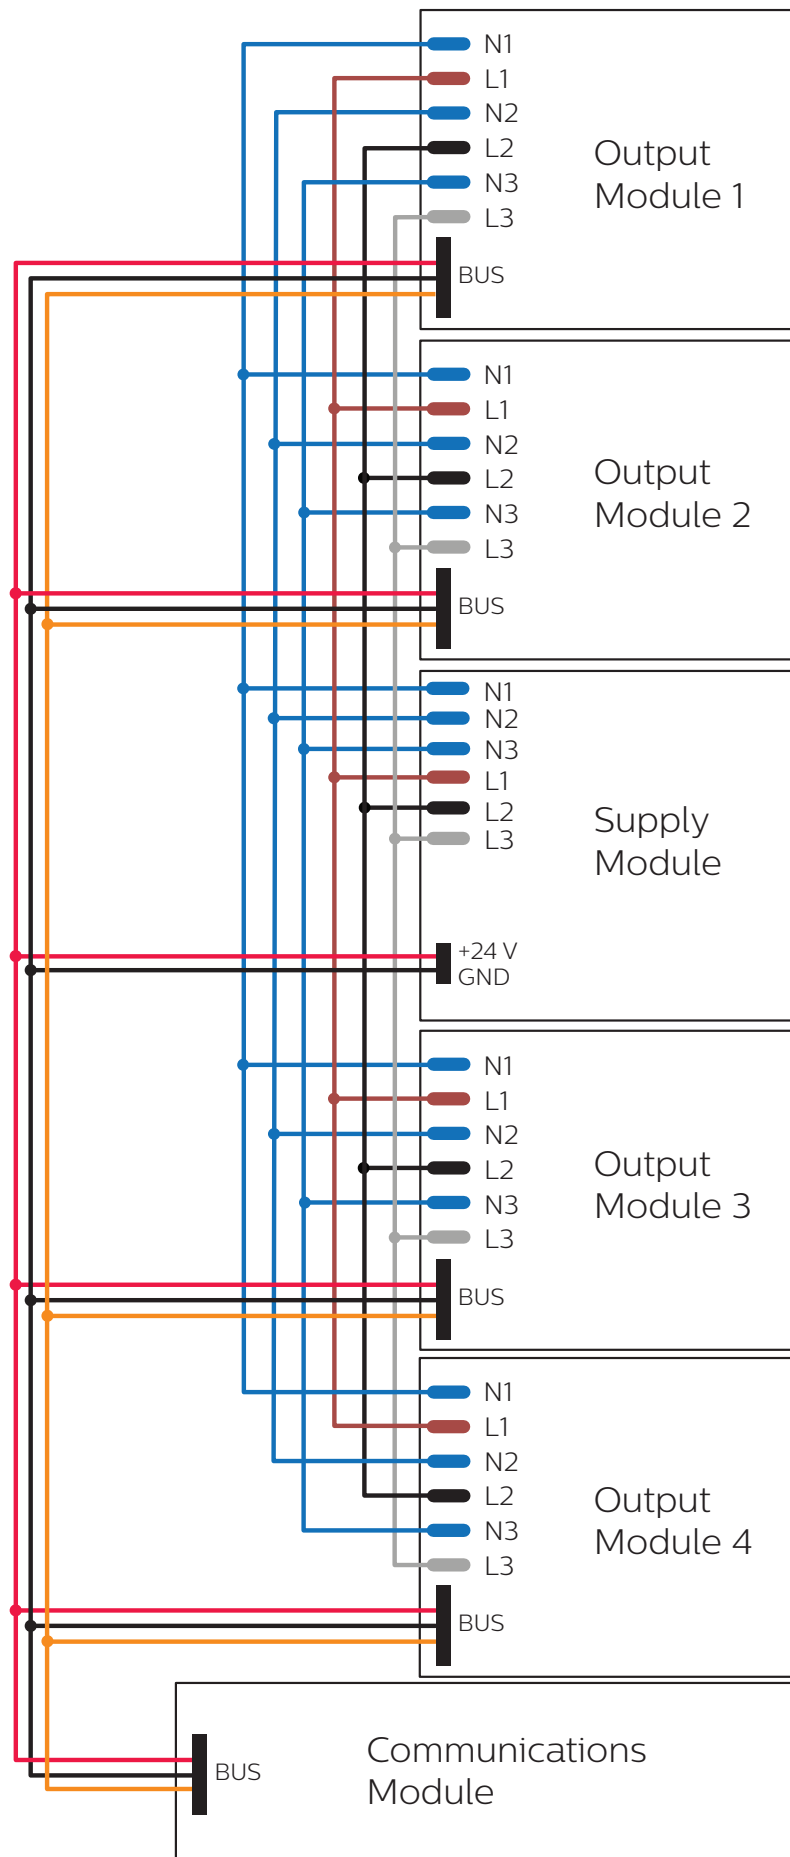 N1
L1
N2
L2
N3
L3
BUS
Output
Module 1
N1
L1
N2
L2
N3
L3
BUS
Output
Module 2
N1
N2
N3
L1
L2
L3
+24 V
GND
Supply
Module
N1
L1
N2
L2
N3
L3
BUS
Output
Module 3
N1
L1
N2
L2
N3
L3
BUS
Output
Module 4
BUS
Communications
Module